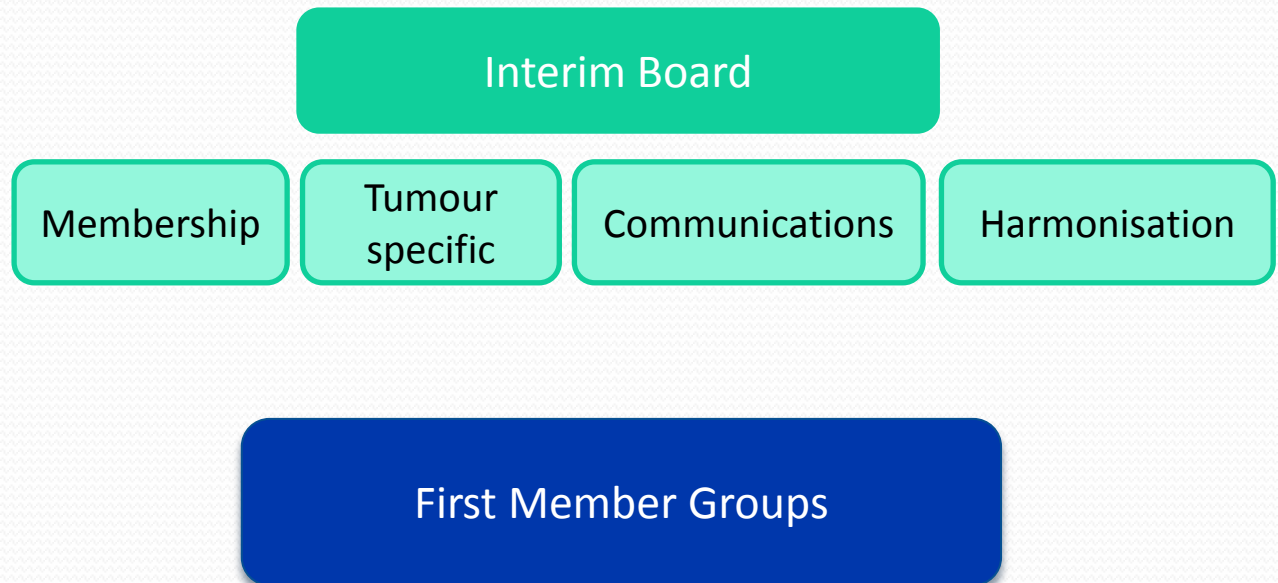 Interim Board
Membership
Tumour
specific
Communications
Harmonisation
First Member Groups